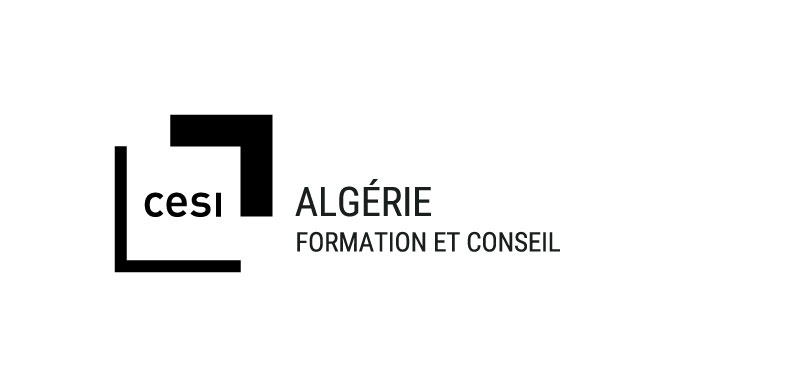 cesi
ALGÉRIE
FORMATION ET CONSEIL